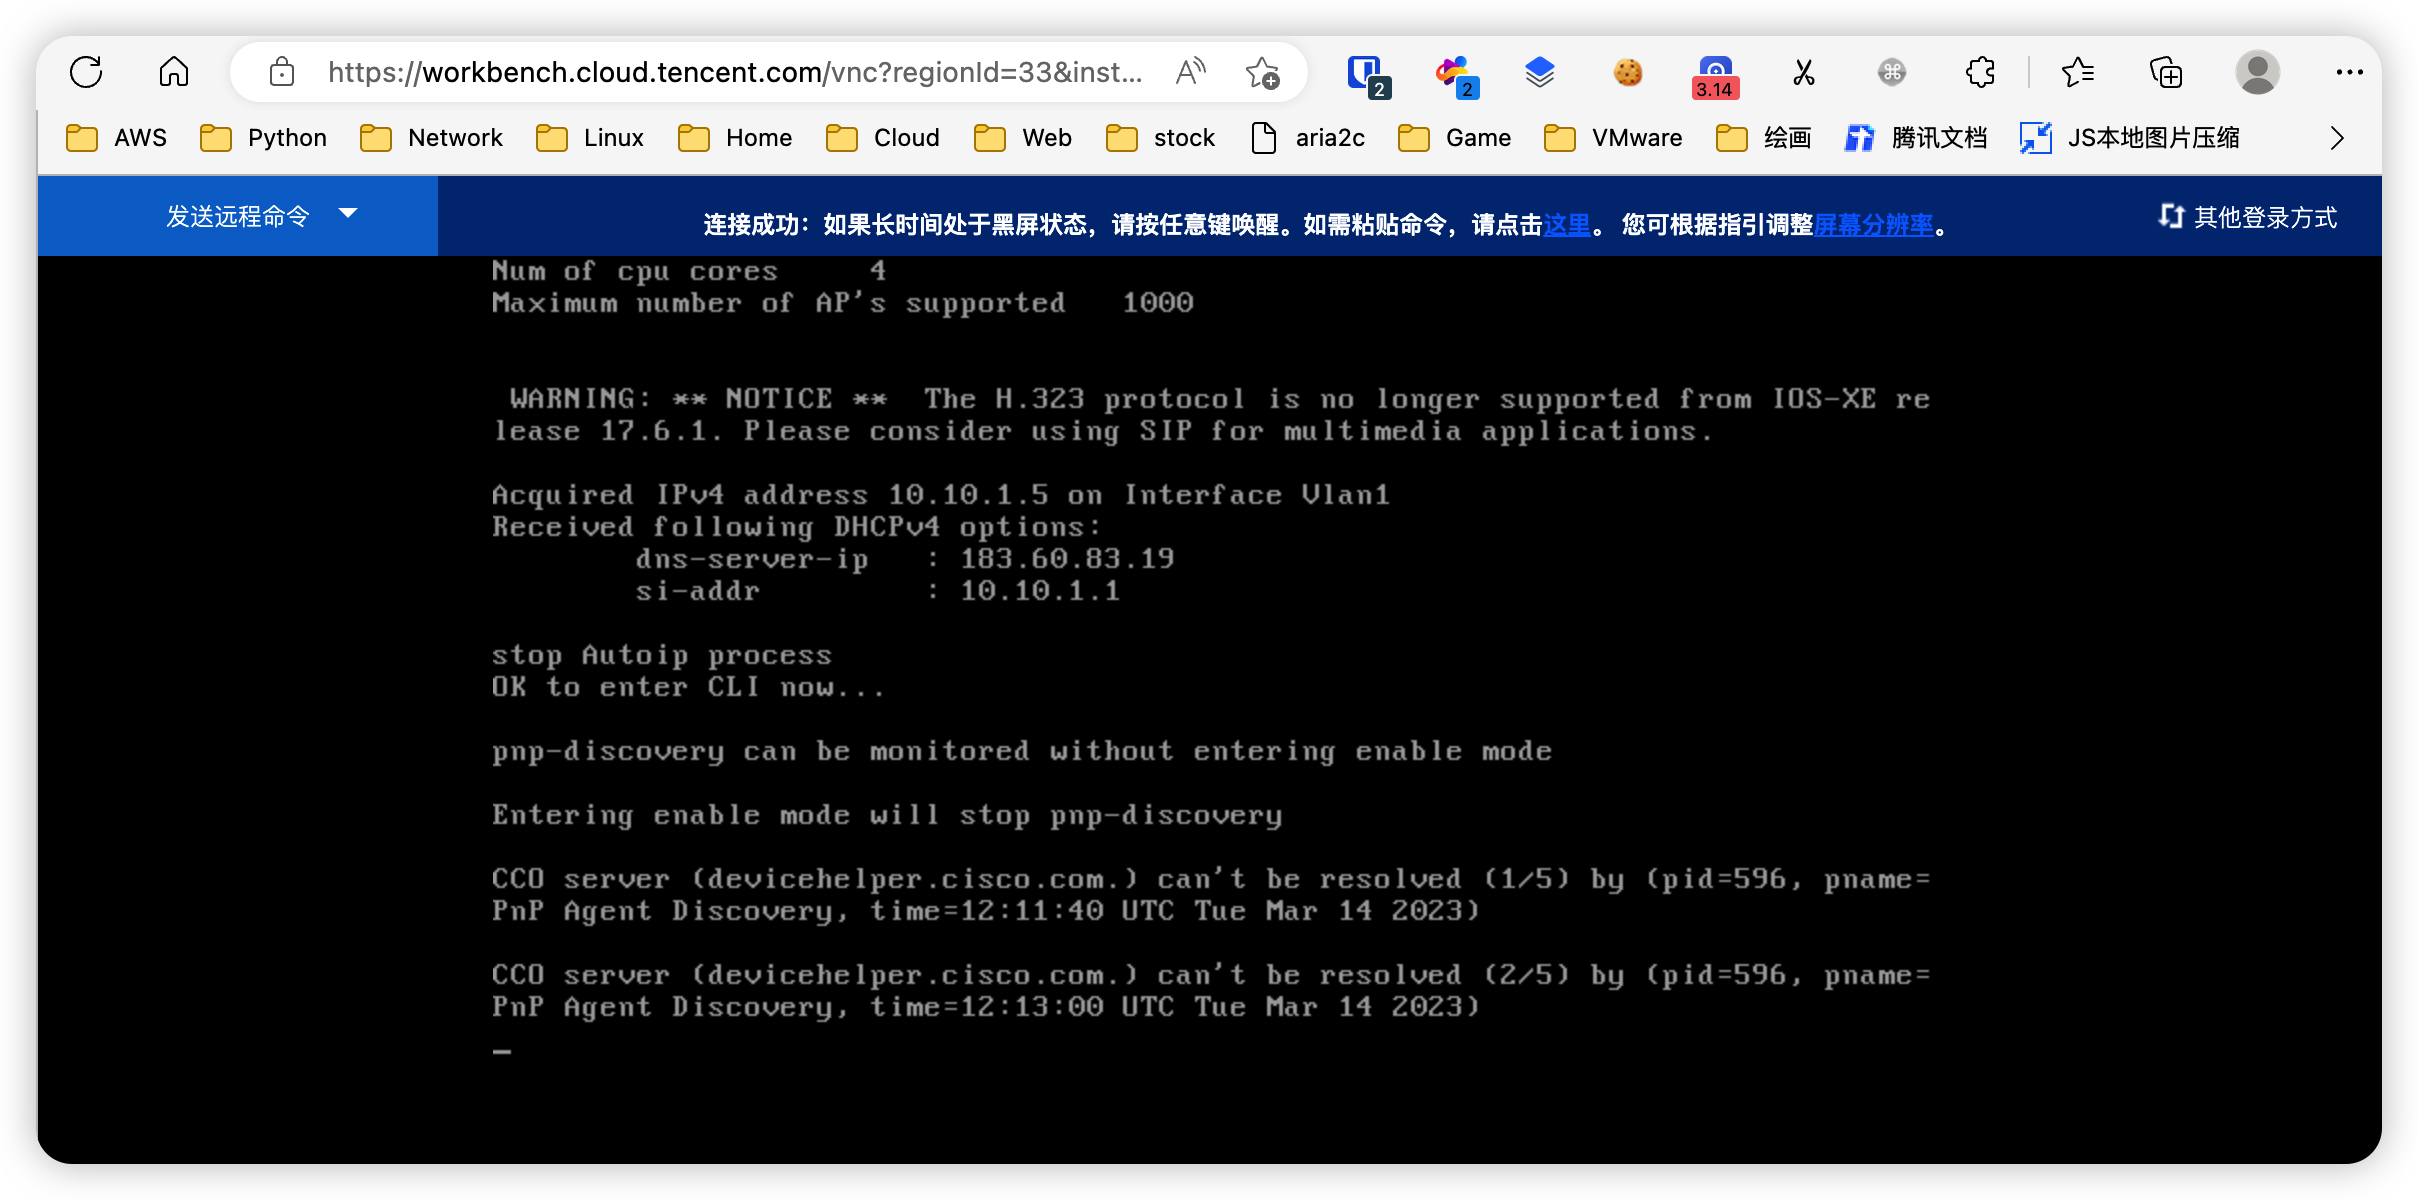 https://workbench.cloud.tencent.com/vnc?regionId=33&inst...
2
2
3.14
AWS Python Network Linux Home Cloud Web stock aria2c Game VMware 绘画 腾讯文档 JS本地图片压缩
发送远程命令
连接成功：如果长时间处于黑屏状态，请按任意键唤醒。如需粘贴命令，请点击这里。 您可根据指引调整屏幕分辨率。
其他登录方式
Num of cpu cores 4
Maximum number of AP's supported 1000
WARNING: ** NOTICE ** The H.323 protocol is no longer supported from IOS-XE re
lease 17.6.1. Please consider using SIP for multimedia applications.
Acquired IPv4 address 10.10.1.5 on Interface Vlan1
Received following DHCPv4 options:
dns-server-ip : 183.60.83.19
si-addr : 10.10.1.1
stop Autoip process
OK to enter CLI now...
pnp-discovery can be monitored without entering enable mode
Entering enable mode will stop pnp-discovery
CCO server (devicehelper.cisco.com.) can't be resolved (1/5) by (pid=596, pname=
PnP Agent Discovery, time=12:11:40 UTC Tue Mar 14 2023)
CCO server (devicehelper.cisco.com.) can't be resolved (2/5) by (pid=596, pname=
PnP Agent Discovery, time=12:13:00 UTC Tue Mar 14 2023)